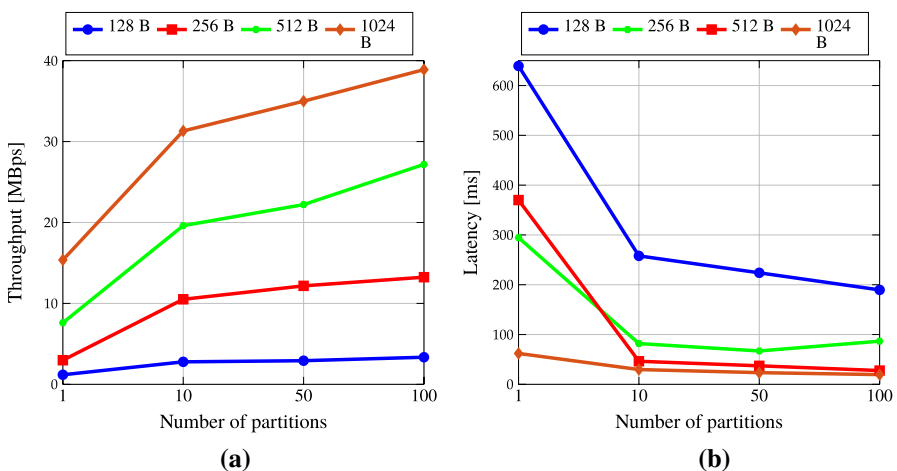 128 B 256 B 512 B 1024 B
40
30
20
10
0
Throughput [MBps]
1 10 50 100
Number of partitions
(a)
128 B 256 B 512 B 1024 B
600
500
400
300
200
100
0
Latency [ms]
1 10 50 100
Number of partitions
(b)